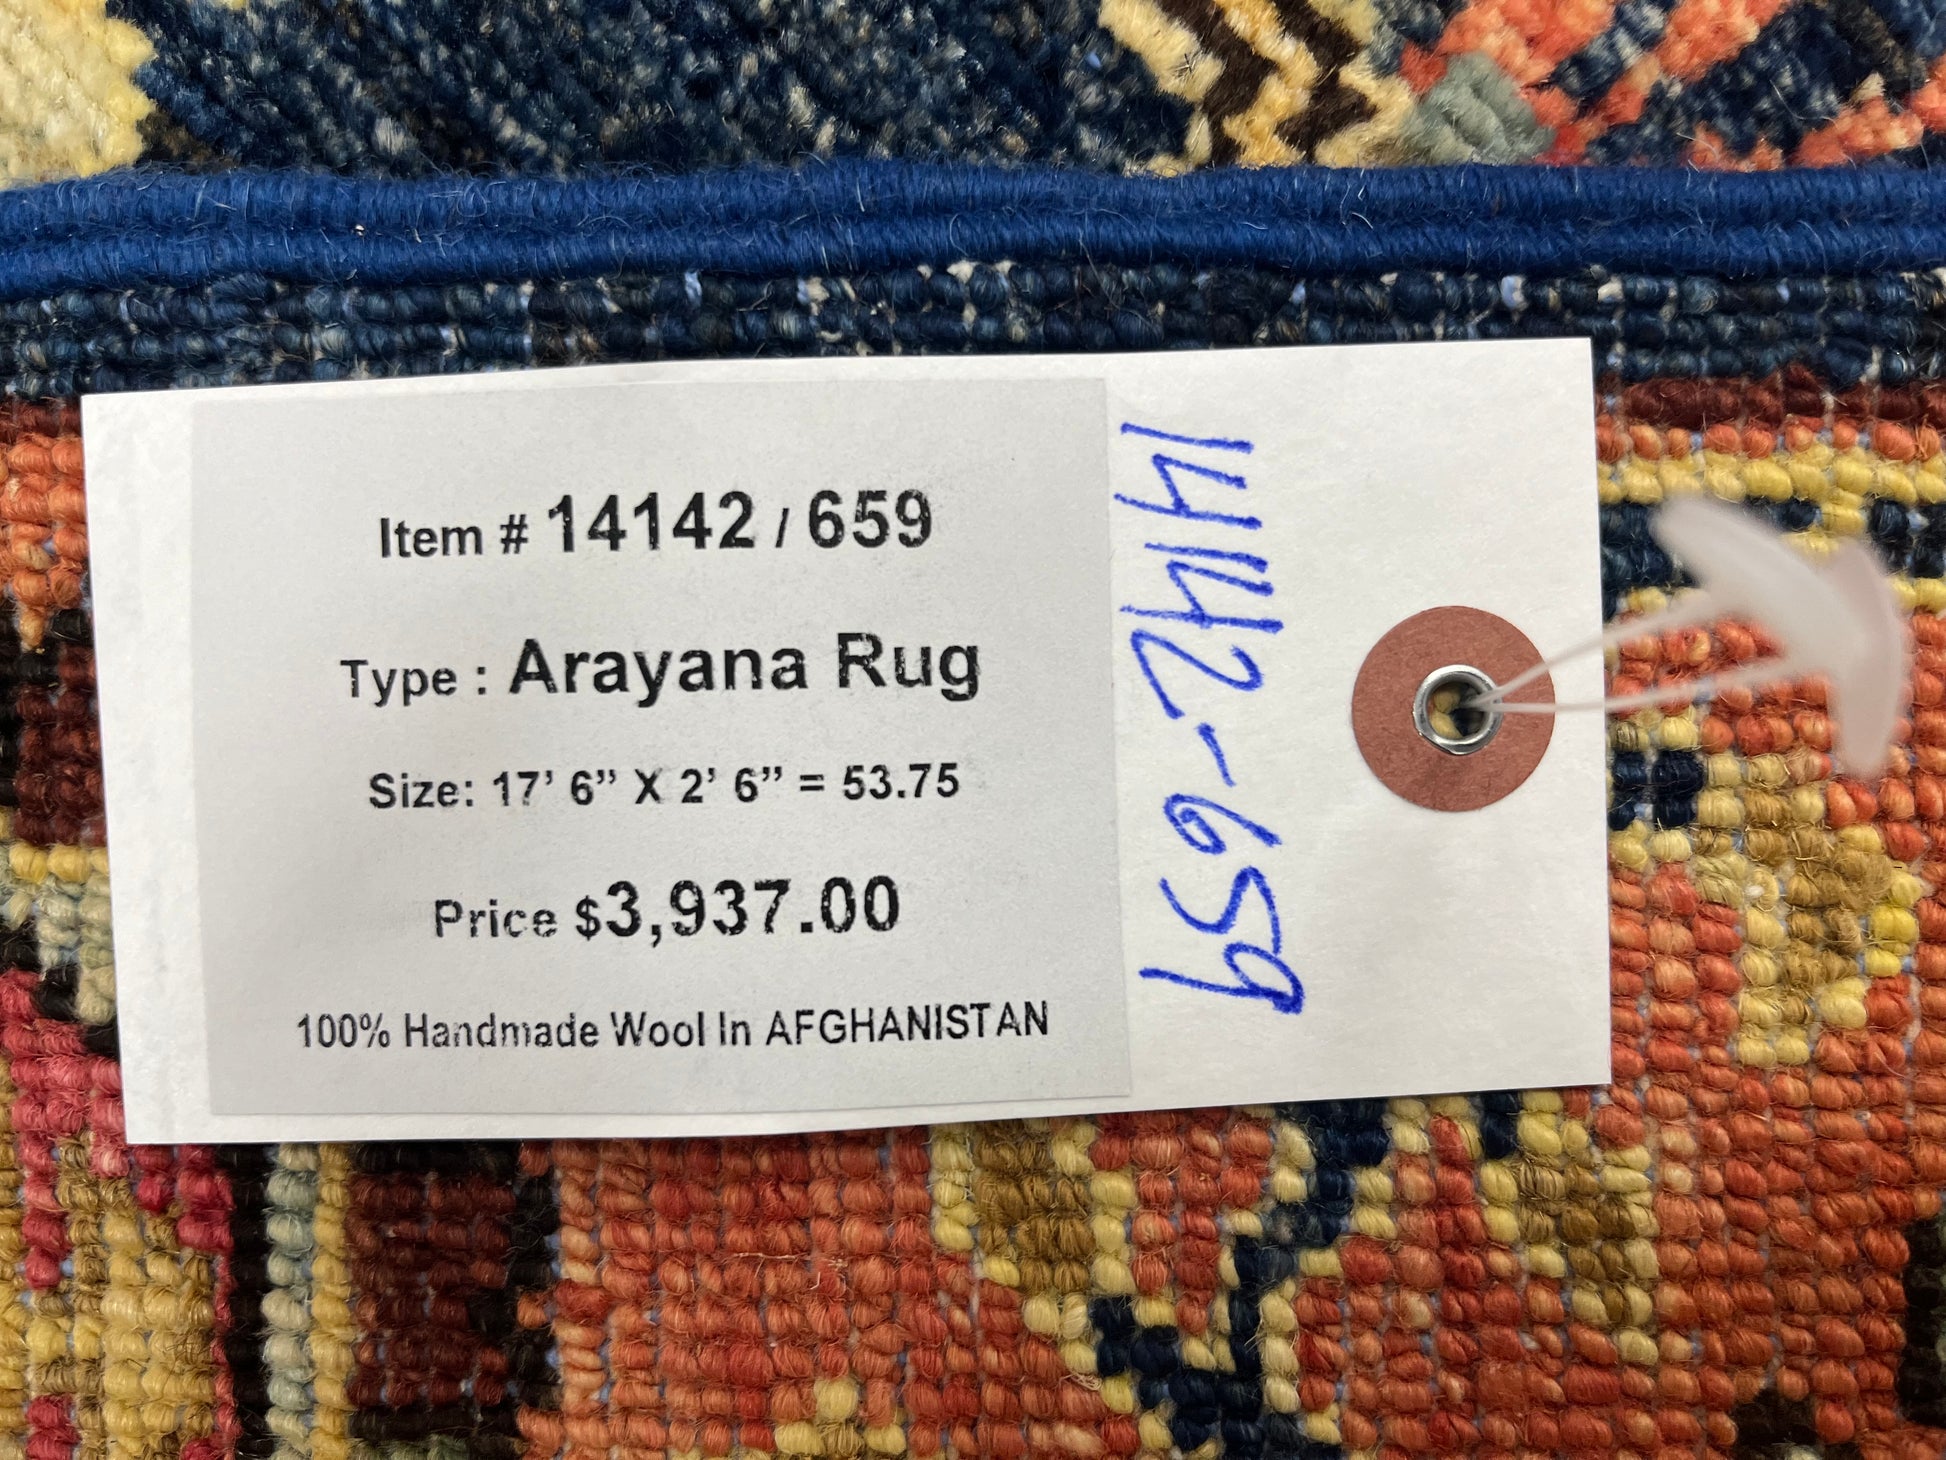 Item # 14142 / 659
Type : Arayana Rug
Size: 17’ 6” X 2’ 6” = 53.75
Price $3,937.00
100% Handmade Wool In AFGHANISTAN
14142-659